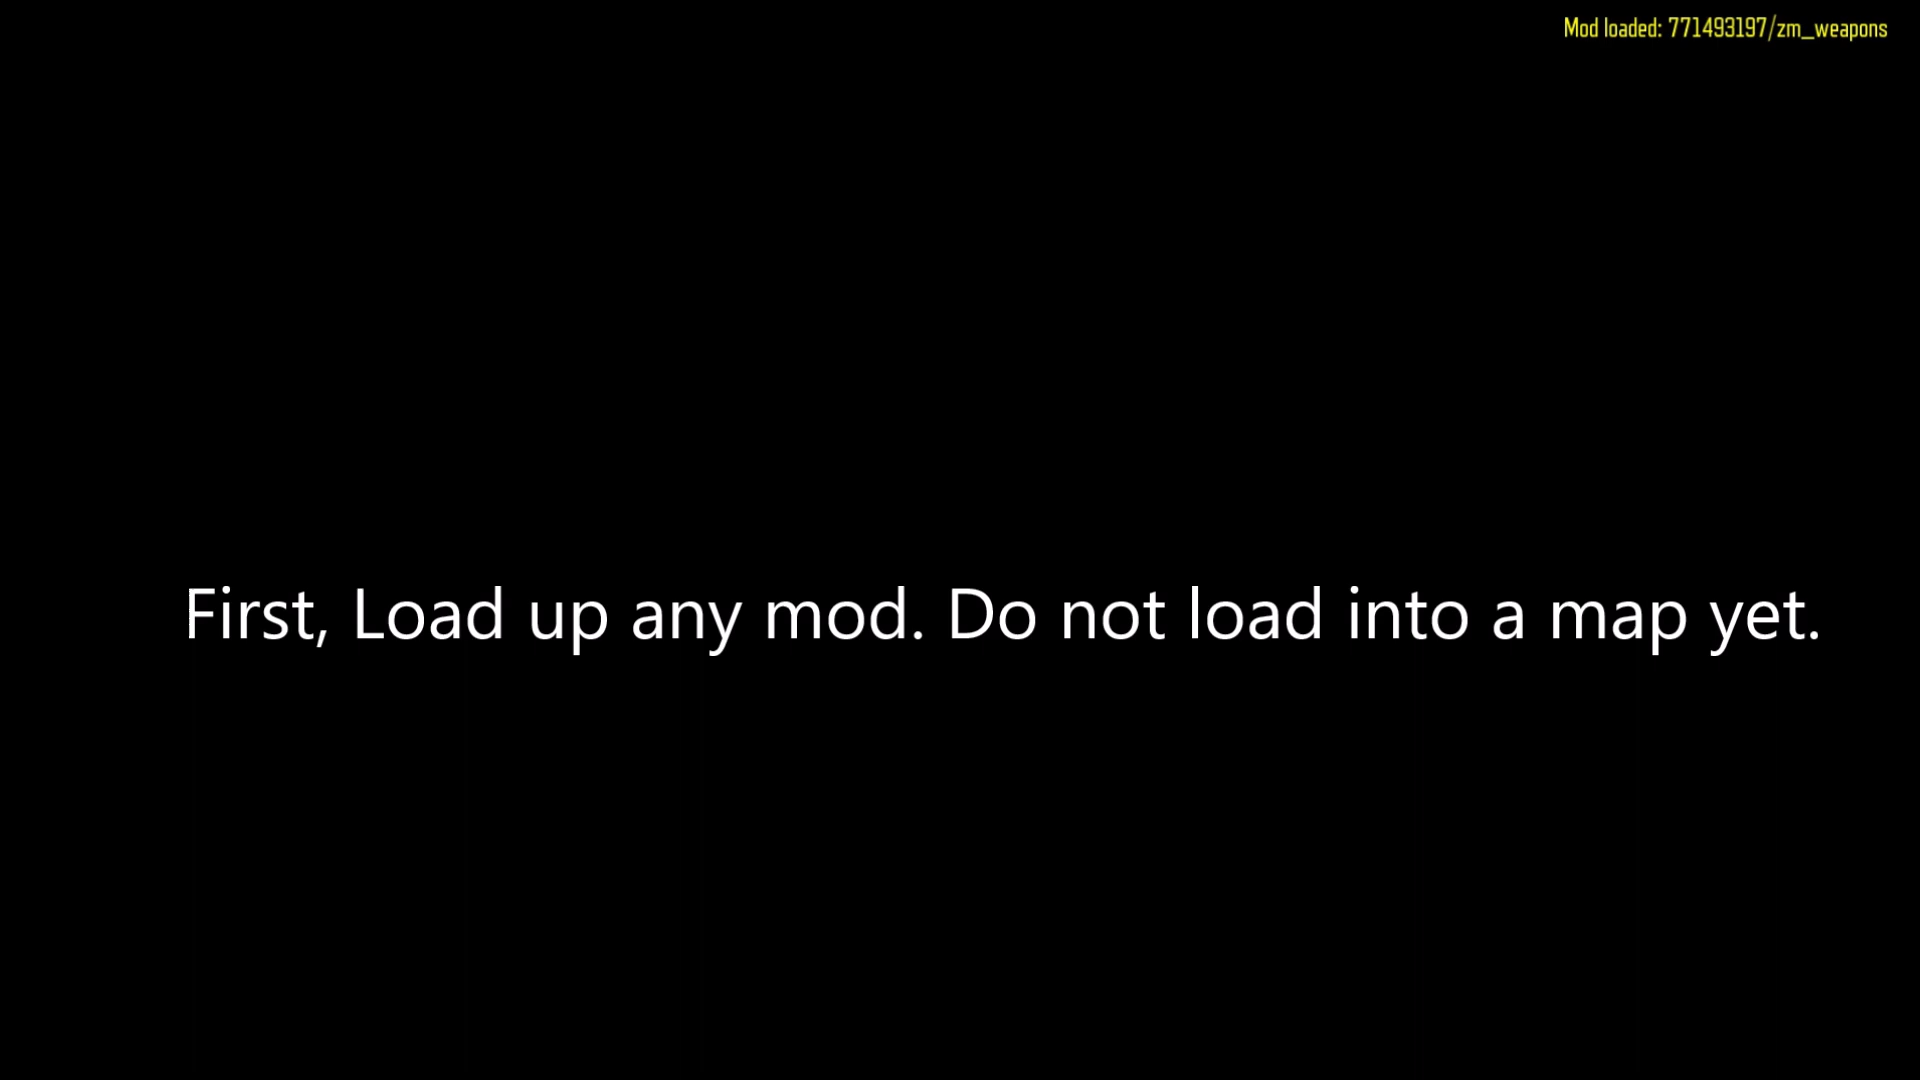 Mod loaded: 771493197/zm_weapons
First, Load up any mod. Do not load into a map yet.